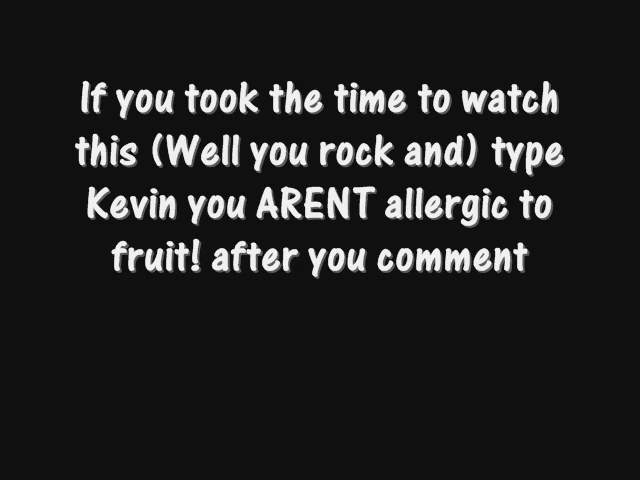 If you took the time to watch
this (Well you rock and) type
Kevin you ARENT allergic to
fruit! after you comment